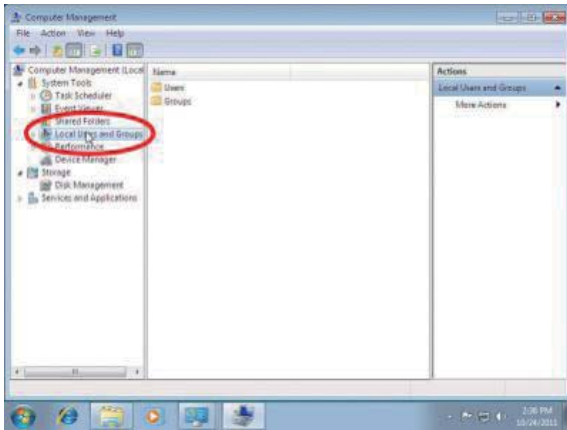 Computer Management
File Action View Help
Computer Management (Local
System Tools
Task Scheduler
Event Viewer
Shared Folders
Local Users and Groups
Performance
Device Manager
Storage
Disk Management
Services and Applications
Name
Users
Groups
Actions
Local Users and Groups
More Actions
2:36 PM
10/24/2011